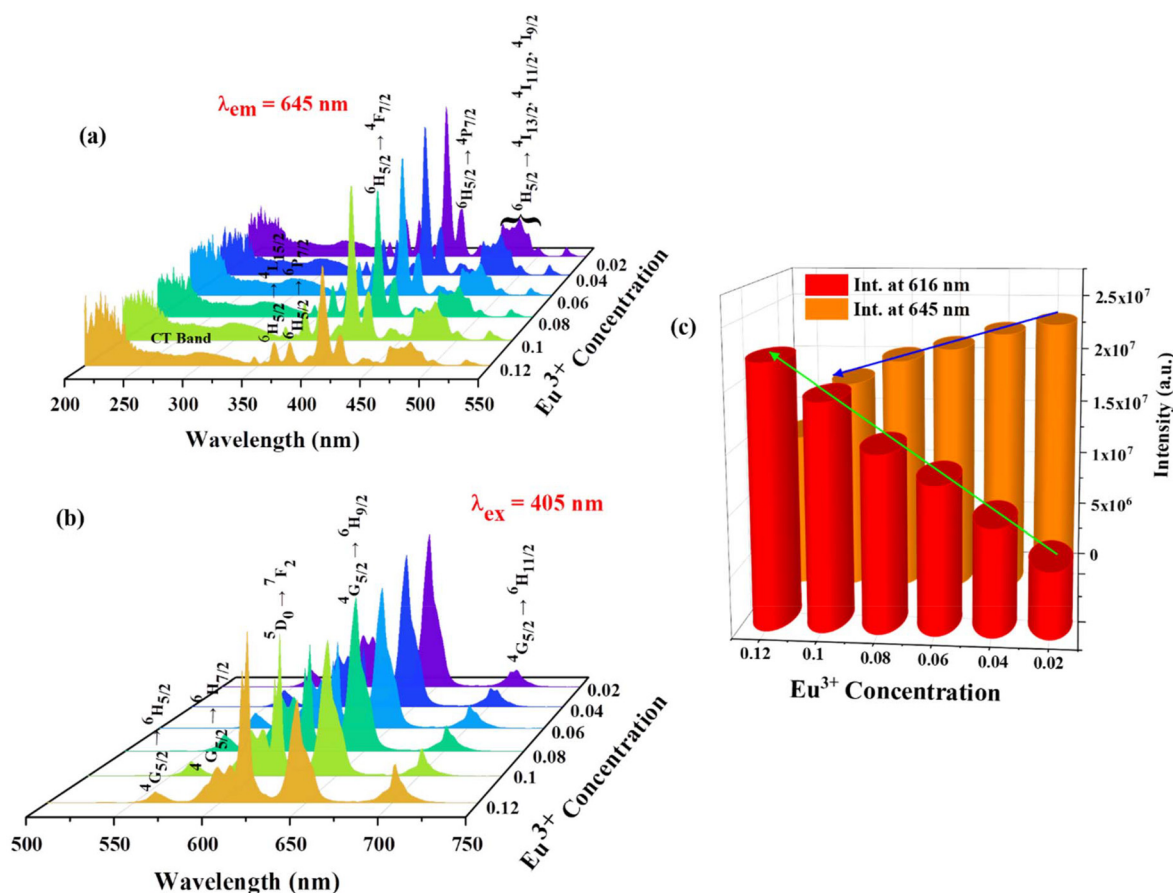 (a)
λem = 645 nm
⁶H₅/₂ → ⁴L₁₅/₂
⁶H₅/₂ → ⁶P₇/₂
⁶H₅/₂ → ⁴F₇/₂
⁶H₅/₂ → ⁴P₇/₂
⁶H₅/₂ → ⁴I₁₃/₂, ⁴I₁₁/₂, ⁴I₉/₂
CT Band
0.02
0.04
0.06
0.08
0.1
0.12
Eu³⁺ Concentration
200 250 300 350 400 450 500 550
Wavelength (nm)
(b)
λex = 405 nm
⁴G₅/₂ → ⁶H₅/₂
⁴G₅/₂ → ⁶H₇/₂
⁵D₀ → ⁷F₂
⁴G₅/₂ → ⁶H₉/₂
⁴G₅/₂ → ⁶H₁₁/₂
0.02
0.04
0.06
0.08
0.1
0.12
Eu³⁺ Concentration
500 550 600 650 700 750
Wavelength (nm)
(c)
Int. at 616 nm
Int. at 645 nm
2.5x10⁷
2x10⁷
1.5x10⁷
1x10⁷
5x10⁶
0
Intensity (a.u.)
0.12 0.1 0.08 0.06 0.04 0.02
Eu³⁺ Concentration